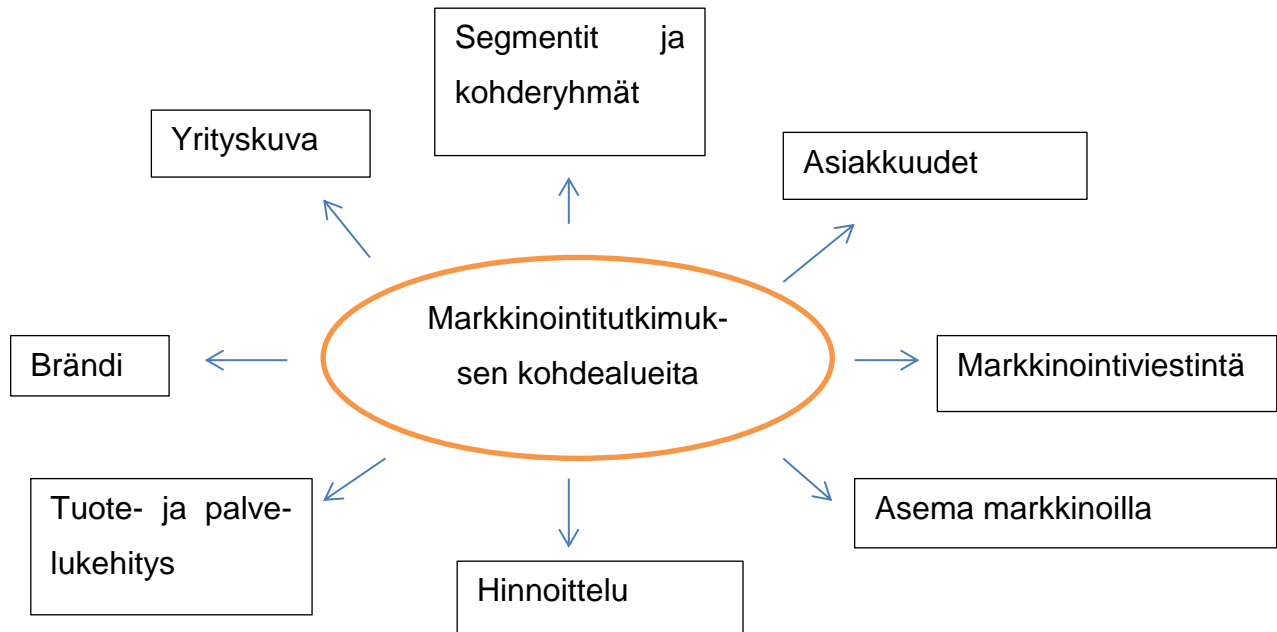 Segmentit ja
kohderyhmät
Yrityskuva
Asiakkuudet
Markkinointitutkimuk-
sen kohdealueita
Brändi
Markkinointiviestintä
Tuote- ja palve-
lukehitys
Asema markkinoilla
Hinnoittelu